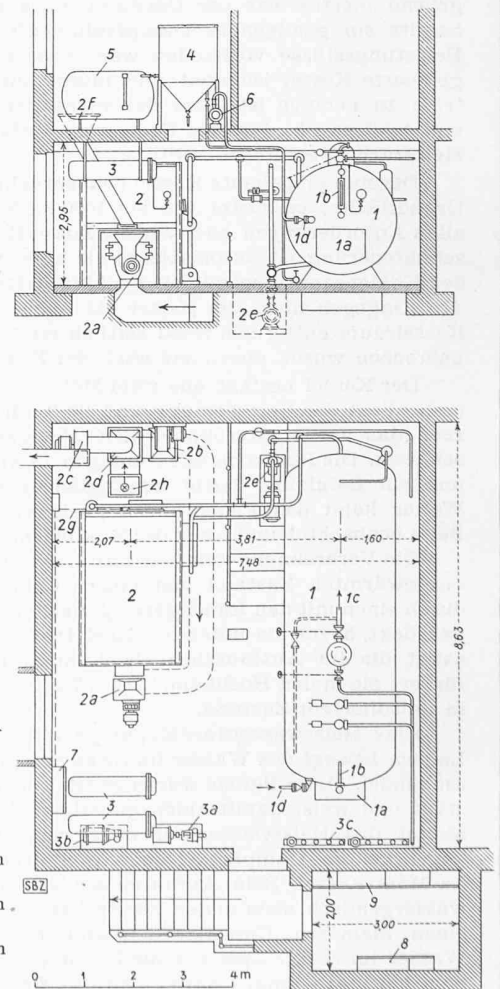 5
4
2F
6
3
2
1b
1
1d
1a
2,95
2a
2e
2b
2c
2d
2h
2e
2g
2,07
3,81
1,60
7,48
2
1
1c
8,63
2a
7
1b
3
1d
1a
3a
3b
3c
SBZ
9
2,00
3,00
8
0 1 2 3 4 m